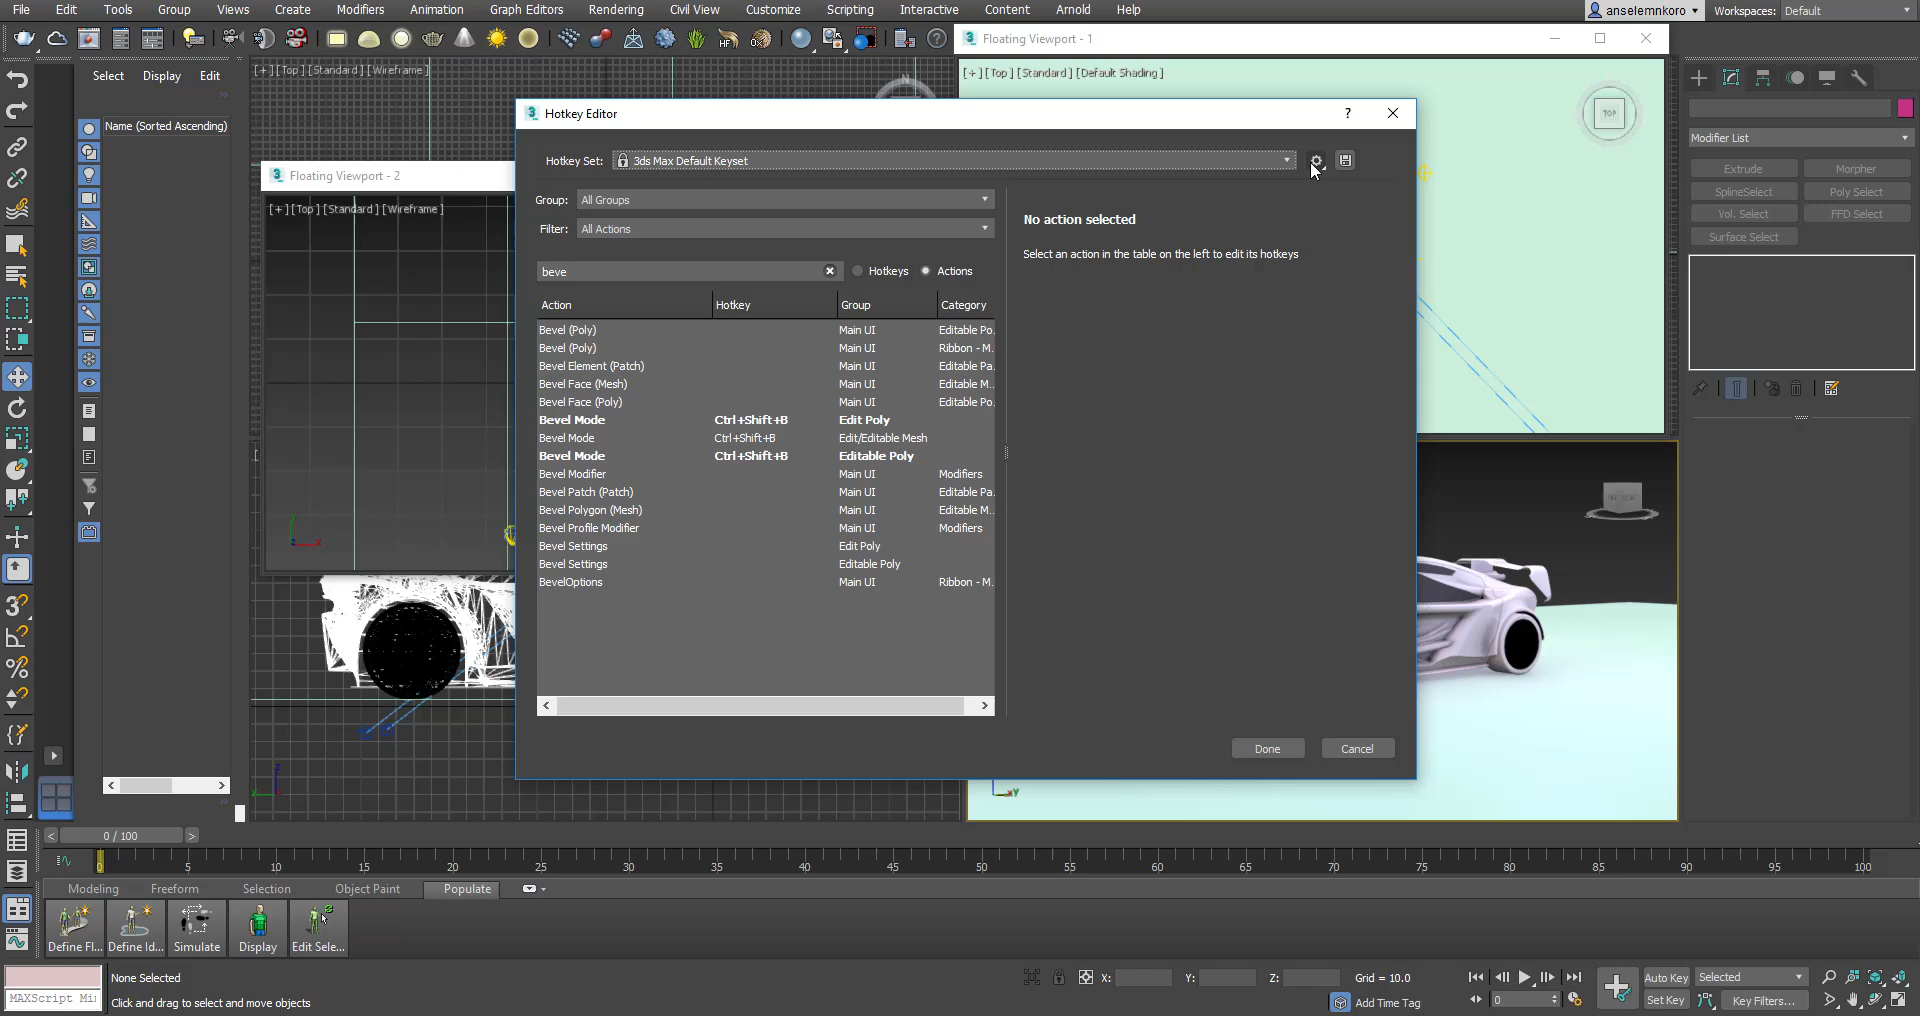 File Edit Tools Group Views Create Modifiers Animation Graph Editors Rendering Civil View Customize Scripting Interactive Content Arnold Help
anselemnkoro Workspaces: Default
Floating Viewport - 1
Select Display Edit
[+] [Top] [Standard] [Wireframe]
[+] [Top] [Standard] [Default Shading]
N
TOP
Name (Sorted Ascending)
Floating Viewport - 2
[+] [Top] [Standard] [Wireframe]
Hotkey Editor ?
Hotkey Set: 3ds Max Default Keyset
Group: All Groups
Filter: All Actions
beve Hotkeys Actions
Action Hotkey Group Category
Bevel (Poly) Main UI Editable Po.
Bevel (Poly) Main UI Ribbon - M.
Bevel Element (Patch) Main UI Editable Pa.
Bevel Face (Mesh) Main UI Editable M..
Bevel Face (Poly) Main UI Editable Po.
Bevel Mode Ctrl+Shift+B Edit Poly
Bevel Mode Ctrl+Shift+B Edit/Editable Mesh
Bevel Mode Ctrl+Shift+B Editable Poly
Bevel Modifier Main UI Modifiers
Bevel Patch (Patch) Main UI Editable Pa.
Bevel Polygon (Mesh) Main UI Editable M..
Bevel Profile Modifier Main UI Modifiers
Bevel Settings Edit Poly
Bevel Settings Editable Poly
BevelOptions Main UI Ribbon - M.
No action selected
Select an action in the table on the left to edit its hotkeys
Done Cancel
Modifier List
Extrude Morpher
SplineSelect Poly Select
Vol. Select FFD Select
Surface Select
0 / 100
0 5 10 15 20 25 30 35 40 45 50 55 60 65 70 75 80 85 90 95 100
Modeling Freeform Selection Object Paint Populate
Define Fl... Define Id... Simulate Display Edit Sele...
None Selected
MAXScript Mi
Click and drag to select and move objects
X: Y: Z: Grid = 10.0
Add Time Tag
Auto Key Selected
0 Set Key Key Filters...